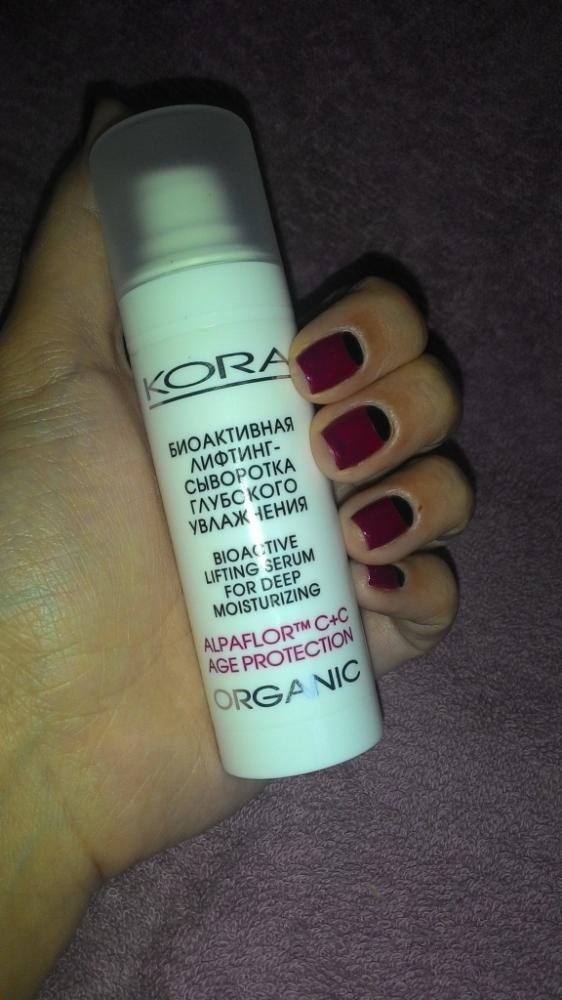 KORA
БИОАКТИВНАЯ
ЛИФТИНГ-
СЫВОРОТКА
ГЛУБОКОГО
УВЛАЖНЕНИЯ
BIOACTIVE
LIFTING SERUM
FOR DEEP
MOISTURIZING
ALPAFLOR™ C+C
AGE PROTECTION
ORGANIC